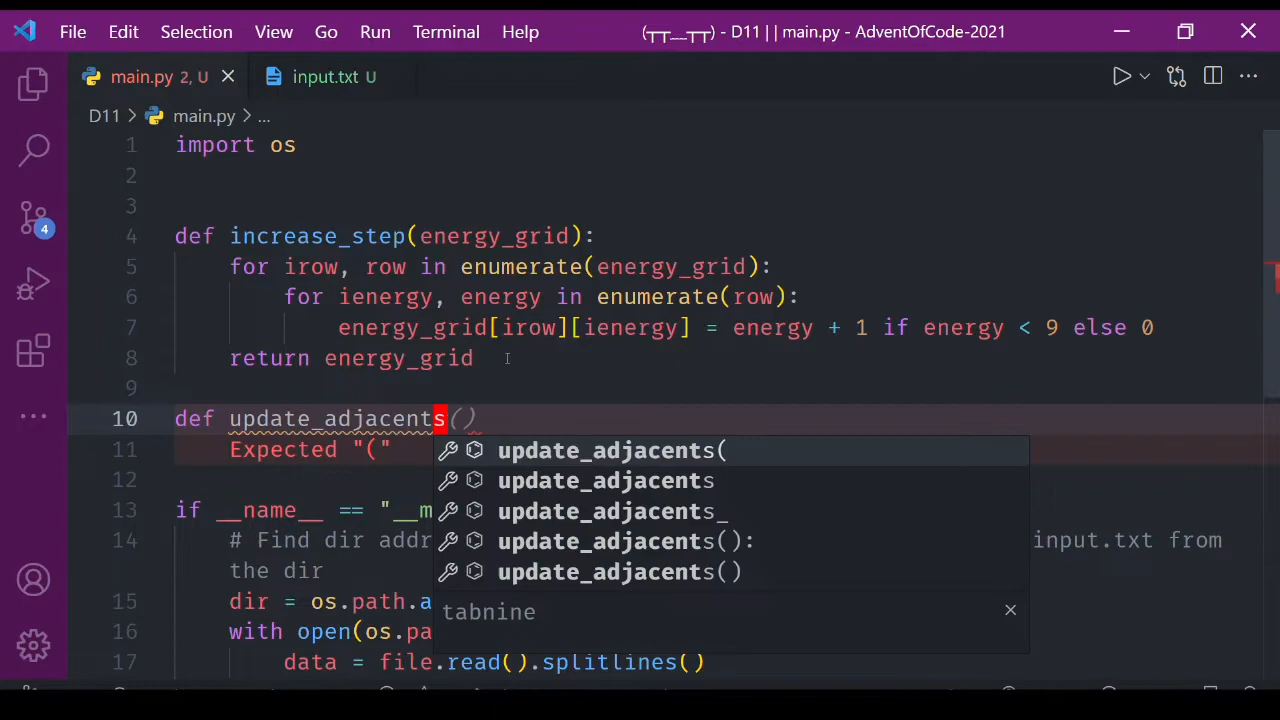 File Edit Selection View Go Run Terminal Help (┬┬﹏┬┬) - D11 | | main.py - AdventOfCode-2021
main.py 2, U input.txt U
D11 > main.py > ...
1 import os
2
3
4 def increase_step(energy_grid):
5 for irow, row in enumerate(energy_grid):
6 for ienergy, energy in enumerate(row):
7 energy_grid[irow][ienergy] = energy + 1 if energy < 9 else 0
8 return energy_grid
9
10 def update_adjacents()
11 Expected "("
update_adjacents(
12 update_adjacents
13 if __name__ == "__m
update_adjacents_
14 # Find dir addr input.txt from
update_adjacents():
the dir
update_adjacents()
15 dir = os.path.a
tabnine
16 with open(os.pa
17 data = file.read().splitlines()
4